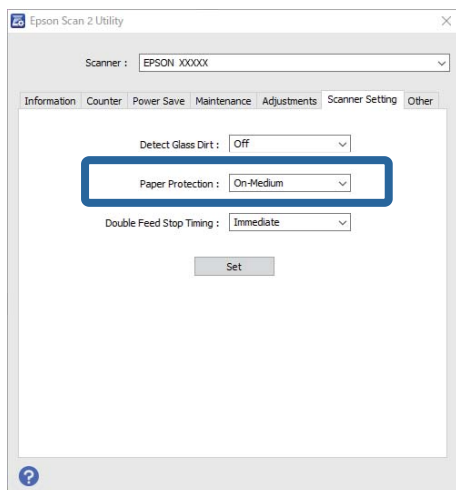 Epson Scan 2 Utility
Scanner : EPSON XXXXX
Information Counter Power Save Maintenance Adjustments Scanner Setting Other
Detect Glass Dirt : Off
Paper Protection : On-Medium
Double Feed Stop Timing : Immediate
Set
?